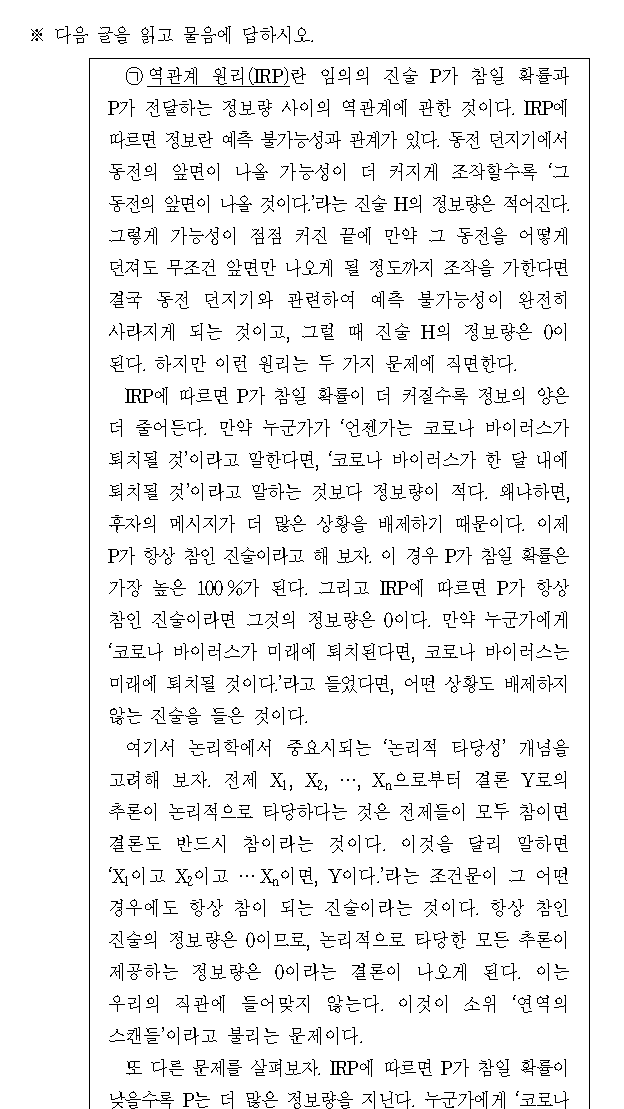 ※ 다음 글을 읽고 물음에 답하시오.
㉠ 역관계 원리(IRP)란 임의의 진술 P가 참일 확률과
P가 전달하는 정보량 사이의 역관계에 관한 것이다. IRP에
따르면 정보란 예측 불가능성과 관계가 있다. 동전 던지기에서
동전의 앞면이 나올 가능성이 더 커지게 조작할수록 ‘그
동전의 앞면이 나올 것이다.’라는 진술 H의 정보량은 적어진다.
그렇게 가능성이 점점 커진 끝에 만약 그 동전을 어떻게
던져도 무조건 앞면만 나오게 될 정도까지 조작을 가한다면
결국 동전 던지기와 관련하여 예측 불가능성이 완전히
사라지게 되는 것이고, 그럴 때 진술 H의 정보량은 0이
된다. 하지만 이런 원리는 두 가지 문제에 직면한다.
IRP에 따르면 P가 참일 확률이 더 커질수록 정보의 양은
더 줄어든다. 만약 누군가가 ‘언젠가는 코로나 바이러스가
퇴치될 것’이라고 말한다면, ‘코로나 바이러스가 한 달 내에
퇴치될 것’이라고 말하는 것보다 정보량이 적다. 왜냐하면,
후자의 메시지가 더 많은 상황을 배제하기 때문이다. 이제
P가 항상 참인 진술이라고 해 보자. 이 경우 P가 참일 확률은
가장 높은 100%가 된다. 그리고 IRP에 따르면 P가 항상
참인 진술이라면 그것의 정보량은 0이다. 만약 누군가에게
‘코로나 바이러스가 미래에 퇴치된다면, 코로나 바이러스는
미래에 퇴치될 것이다.’라고 들었다면, 어떤 상황도 배제하지
않는 진술을 들은 것이다.
여기서 논리학에서 중요시되는 ‘논리적 타당성’ 개념을
고려해 보자. 전제 X₁, X₂, …, Xₙ으로부터 결론 Y로의
추론이 논리적으로 타당하다는 것은 전제들이 모두 참이면
결론도 반드시 참이라는 것이다. 이것을 달리 말하면
‘X₁이고 X₂이고 … Xₙ이면, Y이다.’라는 조건문이 그 어떤
경우에도 항상 참이 되는 진술이라는 것이다. 항상 참인
진술의 정보량은 0이므로, 논리적으로 타당한 모든 추론이
제공하는 정보량은 0이라는 결론이 나오게 된다. 이는
우리의 직관에 들어맞지 않는다. 이것이 소위 ‘연역의
스캔들’이라고 불리는 문제이다.
또 다른 문제를 살펴보자. IRP에 따르면 P가 참일 확률이
낮을수록 P는 더 많은 정보량을 지닌다. 누군가에게 ‘코로나